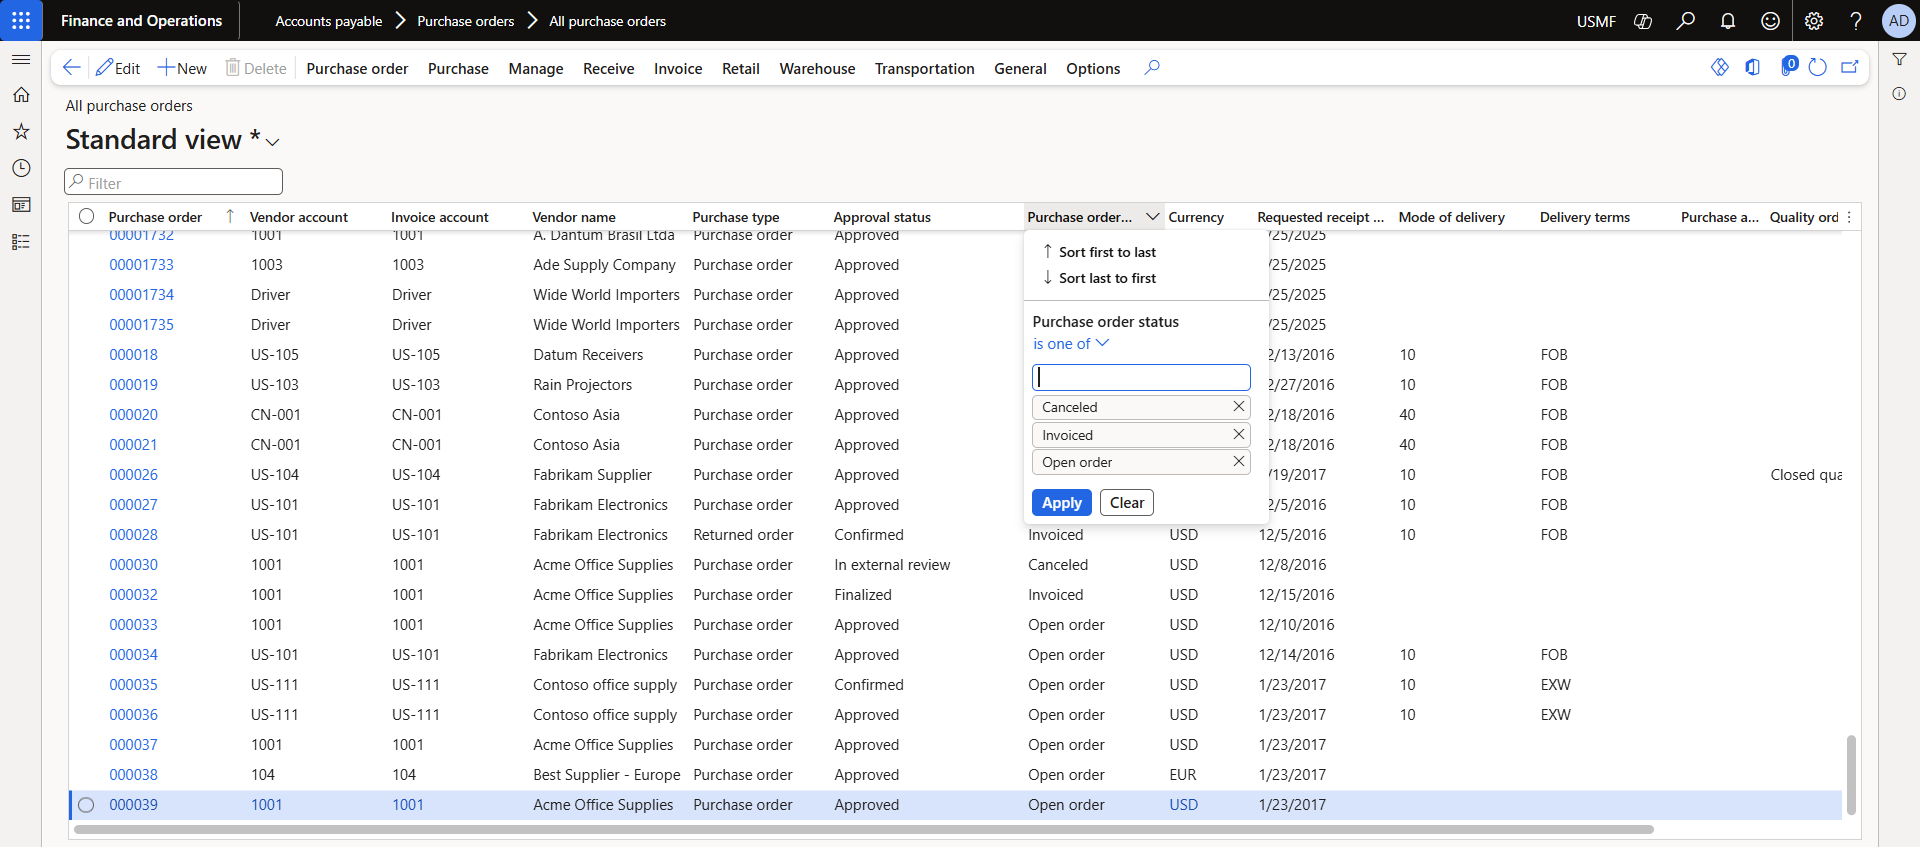 Finance and Operations
Accounts payable
Purchase orders
All purchase orders
USMF
AD
Edit
New
Delete
Purchase order
Purchase
Manage
Receive
Invoice
Retail
Warehouse
Transportation
General
Options
0
All purchase orders
Standard view *
Filter
Purchase order Vendor account Invoice account Vendor name Purchase type Approval status Purchase order... Currency Requested receipt ... Mode of delivery Delivery terms Purchase a... Quality ord
00001732 1001 1001 A. Dantum Brasil Ltda Purchase order Approved /25/2025
00001733 1003 1003 Ade Supply Company Purchase order Approved /25/2025
00001734 Driver Driver Wide World Importers Purchase order Approved /25/2025
00001735 Driver Driver Wide World Importers Purchase order Approved /25/2025
000018 US-105 US-105 Datum Receivers Purchase order Approved 2/13/2016 10 FOB
000019 US-103 US-103 Rain Projectors Purchase order Approved 2/27/2016 10 FOB
000020 CN-001 CN-001 Contoso Asia Purchase order Approved 2/18/2016 40 FOB
000021 CN-001 CN-001 Contoso Asia Purchase order Approved 2/18/2016 40 FOB
000026 US-104 US-104 Fabrikam Supplier Purchase order Approved /19/2017 10 FOB Closed qua
000027 US-101 US-101 Fabrikam Electronics Purchase order Approved 2/5/2016 10 FOB
000028 US-101 US-101 Fabrikam Electronics Returned order Confirmed Invoiced USD 12/5/2016 10 FOB
000030 1001 1001 Acme Office Supplies Purchase order In external review Canceled USD 12/8/2016
000032 1001 1001 Acme Office Supplies Purchase order Finalized Invoiced USD 12/15/2016
000033 1001 1001 Acme Office Supplies Purchase order Approved Open order USD 12/10/2016
000034 US-101 US-101 Fabrikam Electronics Purchase order Approved Open order USD 12/14/2016 10 FOB
000035 US-111 US-111 Contoso office supply Purchase order Confirmed Open order USD 1/23/2017 10 EXW
000036 US-111 US-111 Contoso office supply Purchase order Approved Open order USD 1/23/2017 10 EXW
000037 1001 1001 Acme Office Supplies Purchase order Approved Open order USD 1/23/2017
000038 104 104 Best Supplier - Europe Purchase order Approved Open order EUR 1/23/2017
000039 1001 1001 Acme Office Supplies Purchase order Approved Open order USD 1/23/2017
Sort first to last
Sort last to first
Purchase order status
is one of
Canceled
Invoiced
Open order
Apply
Clear